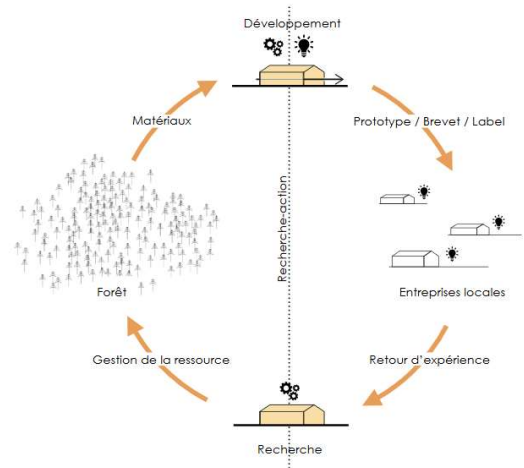 Développement
Matériaux
Prototype / Brevet / Label
Recherche-action
Forêt
Entreprises locales
Gestion de la ressource
Retour d'expérience
Recherche